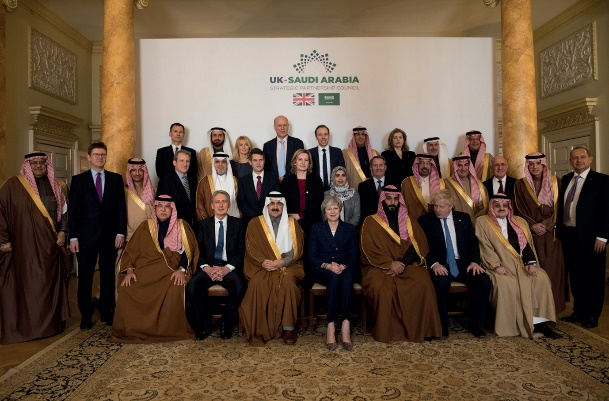 UK-SAUDI ARABIA
STRATEGIC PARTNERSHIP COUNCIL